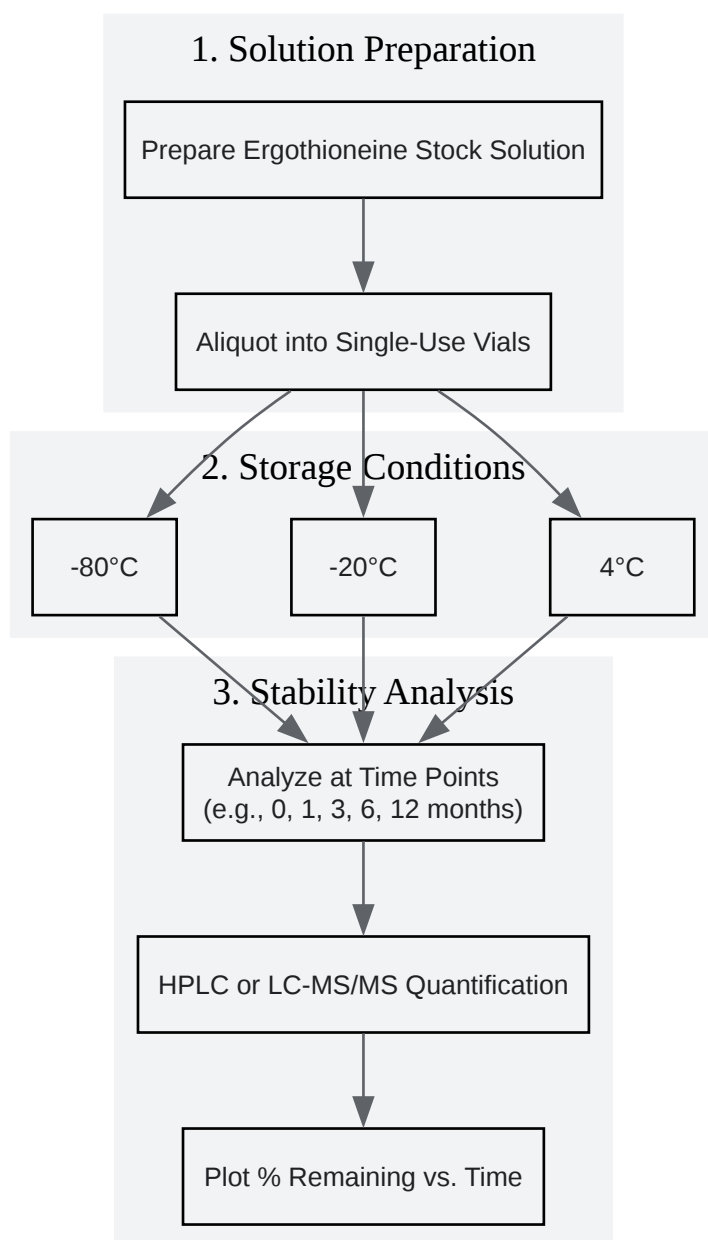 1. Solution Preparation
Prepare Ergothioneine Stock Solution
Aliquot into Single-Use Vials
2. Storage Conditions
-80°C
-20°C
4°C
3. Stability Analysis
Analyze at Time Points
(e.g., 0, 1, 3, 6, 12 months)
HPLC or LC-MS/MS Quantification
Plot % Remaining vs. Time